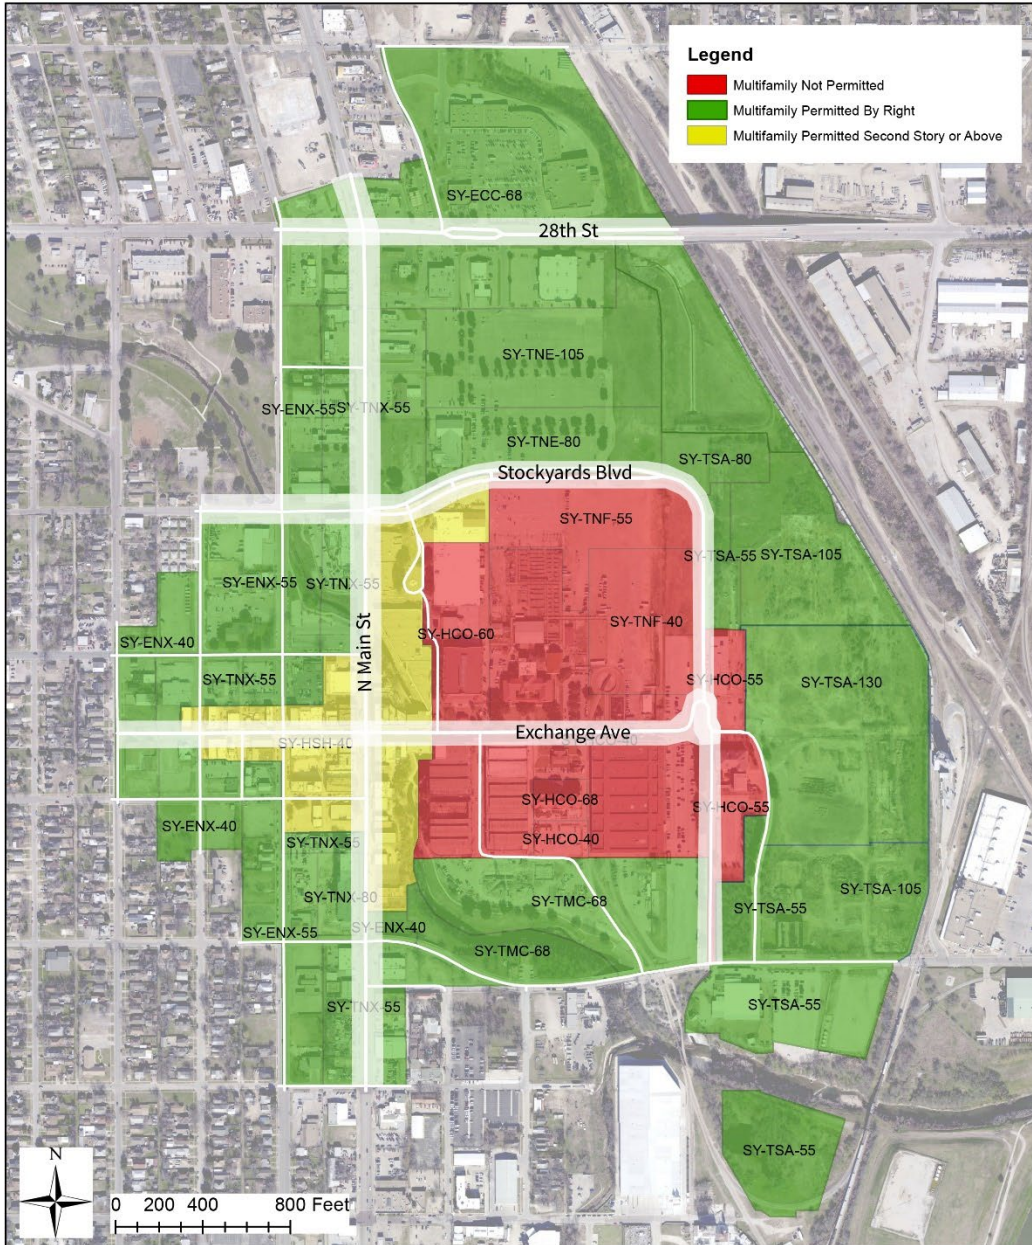 Legend
Multifamily Not Permitted
Multifamily Permitted By Right
Multifamily Permitted Second Story or Above
SY-ECC-68
28th St
SY-TNE-105
SY-ENX-55
SY-TNX-55
SY-TNE-80
SY-TSA-80
Stockyards Blvd
SY-TNF-55
SY-TSA-55
SY-TSA-105
SY-ENX-55
SY-TNX-55
SY-TNF-40
SY-HCO-60
SY-ENX-40
N Main St
SY-TNX-55
SY-HCO-55
SY-TSA-130
Exchange Ave
SY-HSH-40
SY-HCO-40
SY-HCO-68
SY-HCO-55
SY-ENX-40
SY-HCO-40
SY-TNX-55
SY-TSA-105
SY-TNX-80
SY-TMC-68
SY-TSA-55
SY-ENX-40
SY-ENX-55
SY-TMC-68
SY-TNX-55
SY-TSA-55
SY-TSA-55
N
0 200 400 800 Feet